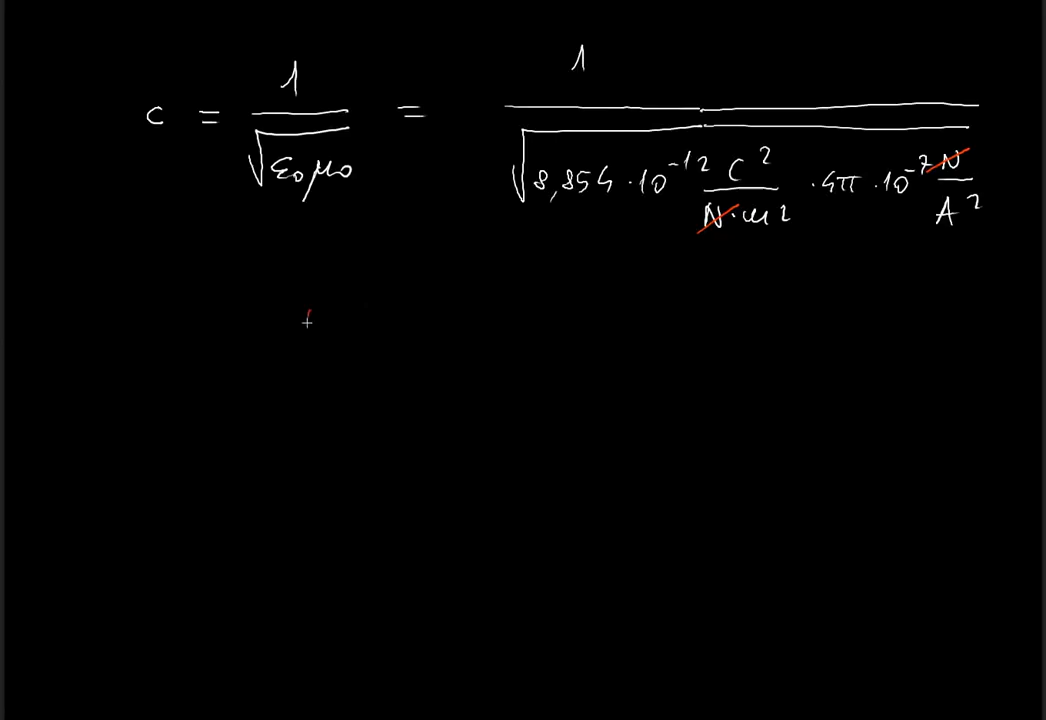 c = 1/√(ε₀μ₀) = 1/√(8,854 · 10⁻¹² C²/(N·m²) · 4π · 10⁻⁷ N/A²)